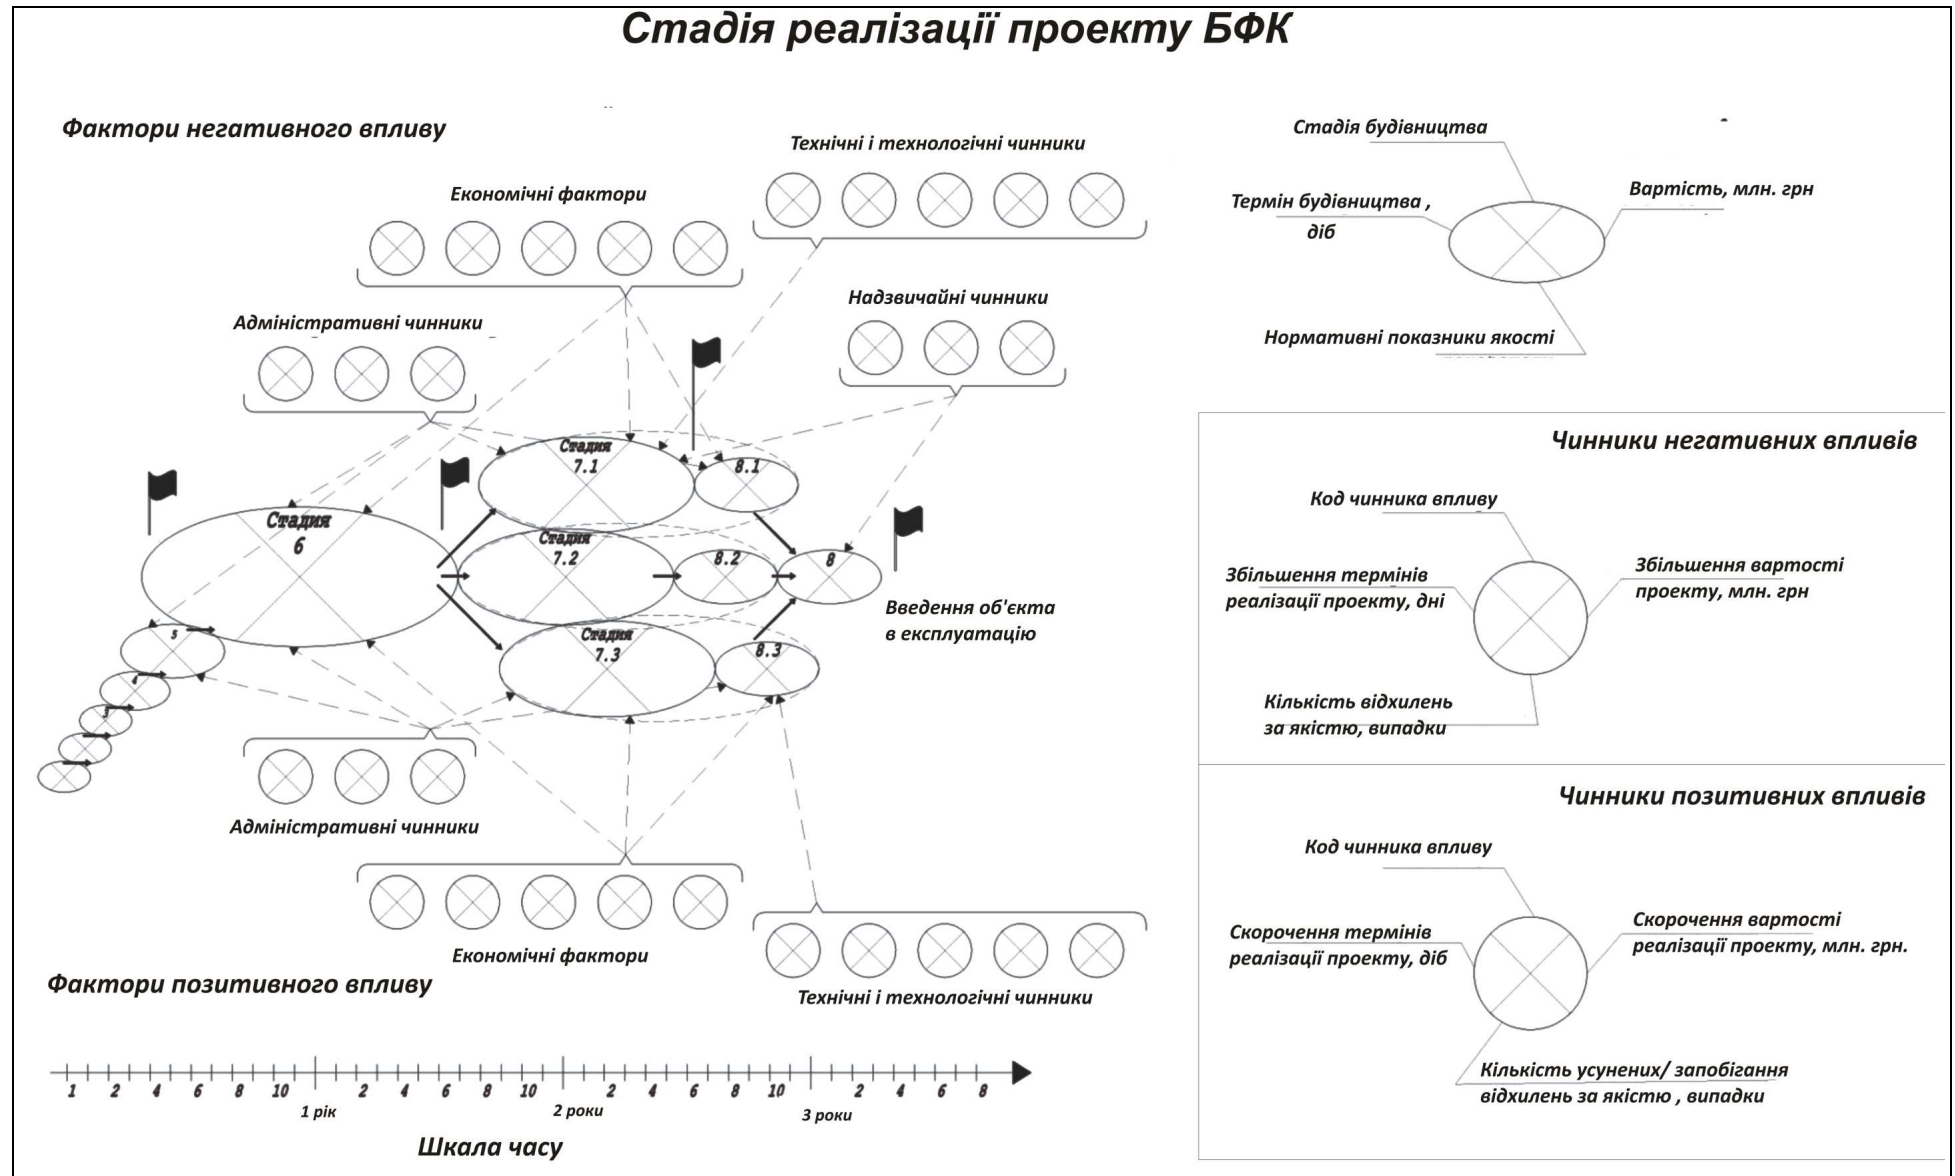 Стадія реалізації проекту БФК
Фактори негативного впливу
Технічні і технологічні чинники
Економічні фактори
Надзвичайні чинники
Адміністративні чинники
Стадия
7.1
8.1
Стадия
6
Стадия
7.2
8.2
8
Введення об'єкта
в експлуатацію
Стадия
7.3
8.3
5
4
3
Адміністративні чинники
Економічні фактори
Фактори позитивного впливу
Технічні і технологічні чинники
1 2 4 6 8 10 2 4 6 8 10 2 4 6 8 10 2 4 6 8
1 рік 2 роки 3 роки
Шкала часу
Стадія будівництва
Термін будівництва ,
діб
Вартість, млн. грн
Нормативні показники якості
Чинники негативних впливів
Код чинника впливу
Збільшення термінів
реалізації проекту, дні
Збільшення вартості
проекту, млн. грн
Кількість відхилень
за якістю, випадки
Чинники позитивних впливів
Код чинника впливу
Скорочення термінів
реалізації проекту, діб
Скорочення вартості
реалізації проекту, млн. грн.
Кількість усунених/ запобігання
відхилень за якістю , випадки